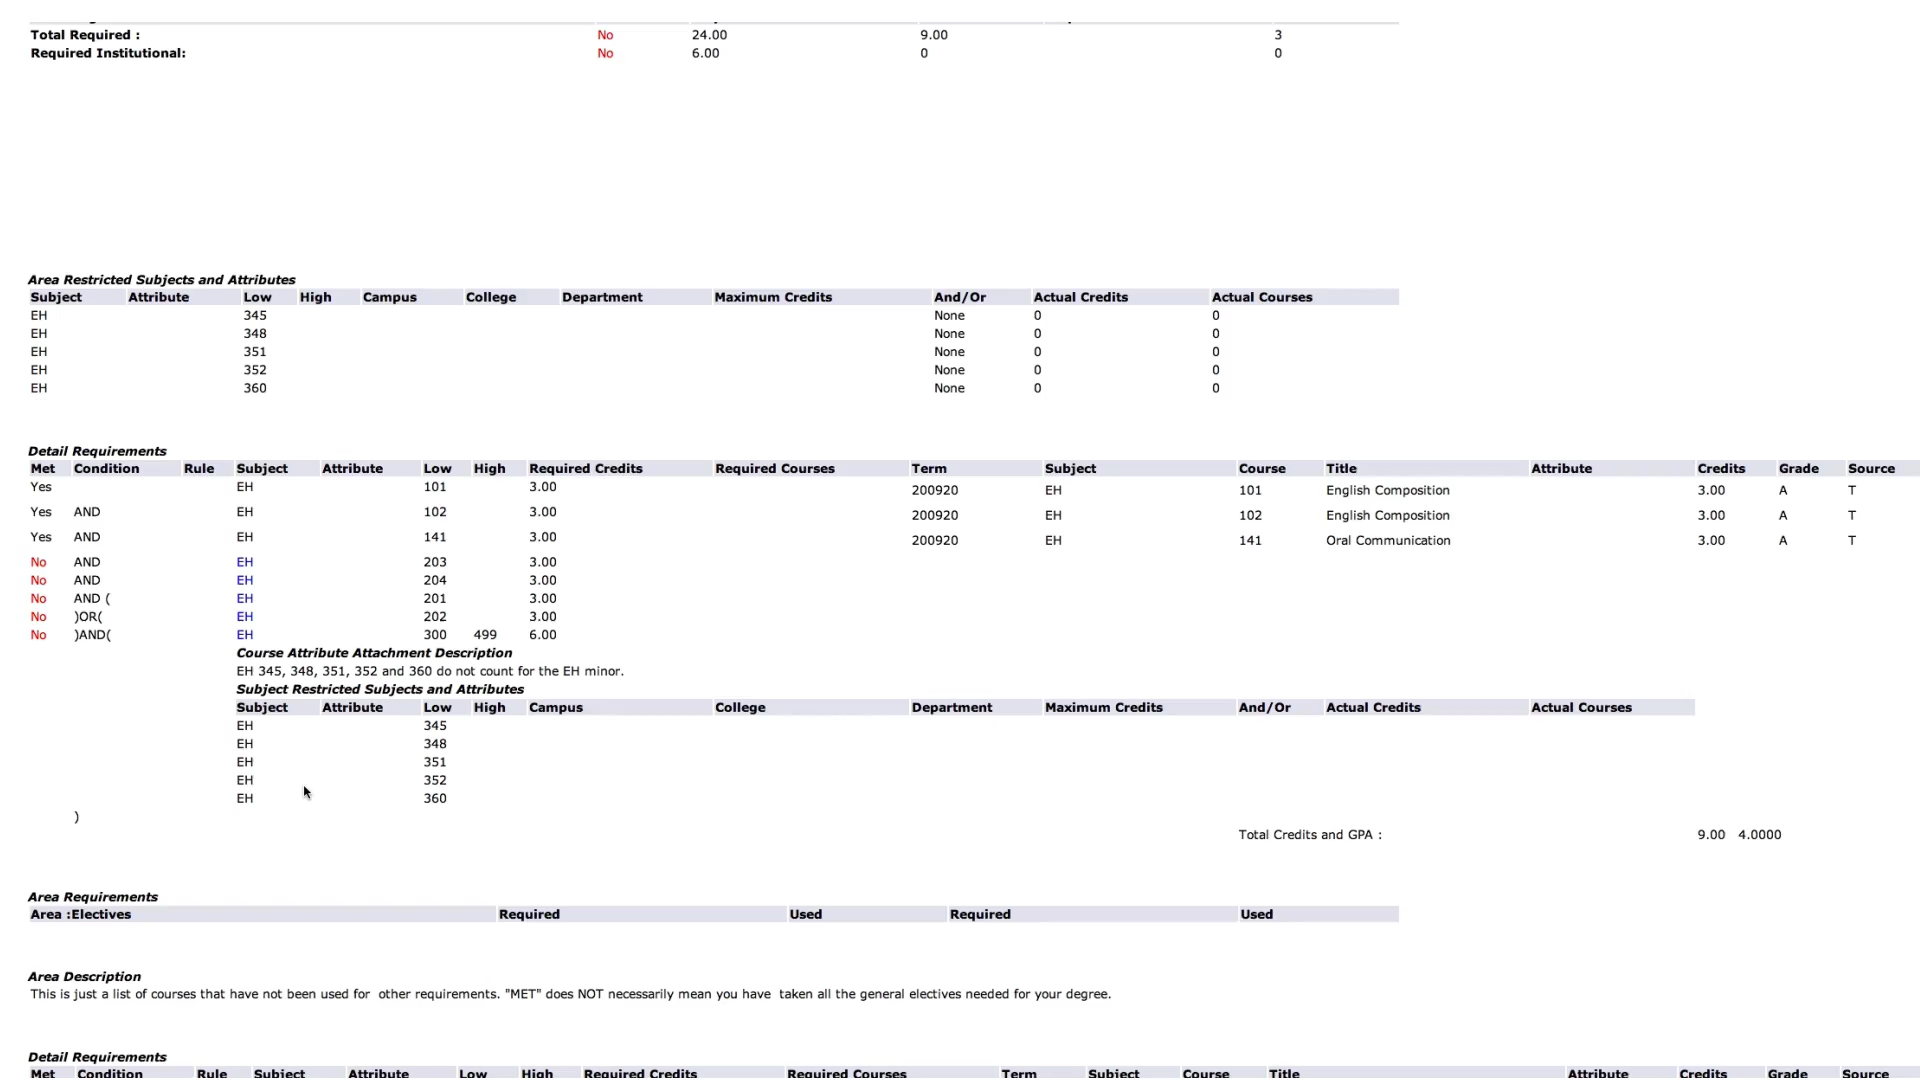 Total Required : No 24.00 9.00 3
Required Institutional: No 6.00 0 0
Area Restricted Subjects and Attributes
Subject Attribute Low High Campus College Department Maximum Credits And/Or Actual Credits Actual Courses
EH 345 None 0 0
EH 348 None 0 0
EH 351 None 0 0
EH 352 None 0 0
EH 360 None 0 0
Detail Requirements
Met Condition Rule Subject Attribute Low High Required Credits Required Courses Term Subject Course Title Attribute Credits Grade Source
Yes EH 101 3.00 200920 EH 101 English Composition 3.00 A T
Yes AND EH 102 3.00 200920 EH 102 English Composition 3.00 A T
Yes AND EH 141 3.00 200920 EH 141 Oral Communication 3.00 A T
No AND EH 203 3.00
No AND EH 204 3.00
No AND ( EH 201 3.00
No )OR( EH 202 3.00
No )AND( EH 300 499 6.00
Course Attribute Attachment Description
EH 345, 348, 351, 352 and 360 do not count for the EH minor.
Subject Restricted Subjects and Attributes
Subject Attribute Low High Campus College Department Maximum Credits And/Or Actual Credits Actual Courses
EH 345
EH 348
EH 351
EH 352
EH 360
)
Total Credits and GPA : 9.00 4.0000
Area Requirements
Area :Electives Required Used Required Used
Area Description
This is just a list of courses that have not been used for other requirements. "MET" does NOT necessarily mean you have taken all the general electives needed for your degree.
Detail Requirements
Met Condition Rule Subject Attribute Low High Required Credits Required Courses Term Subject Course Title Attribute Credits Grade Source